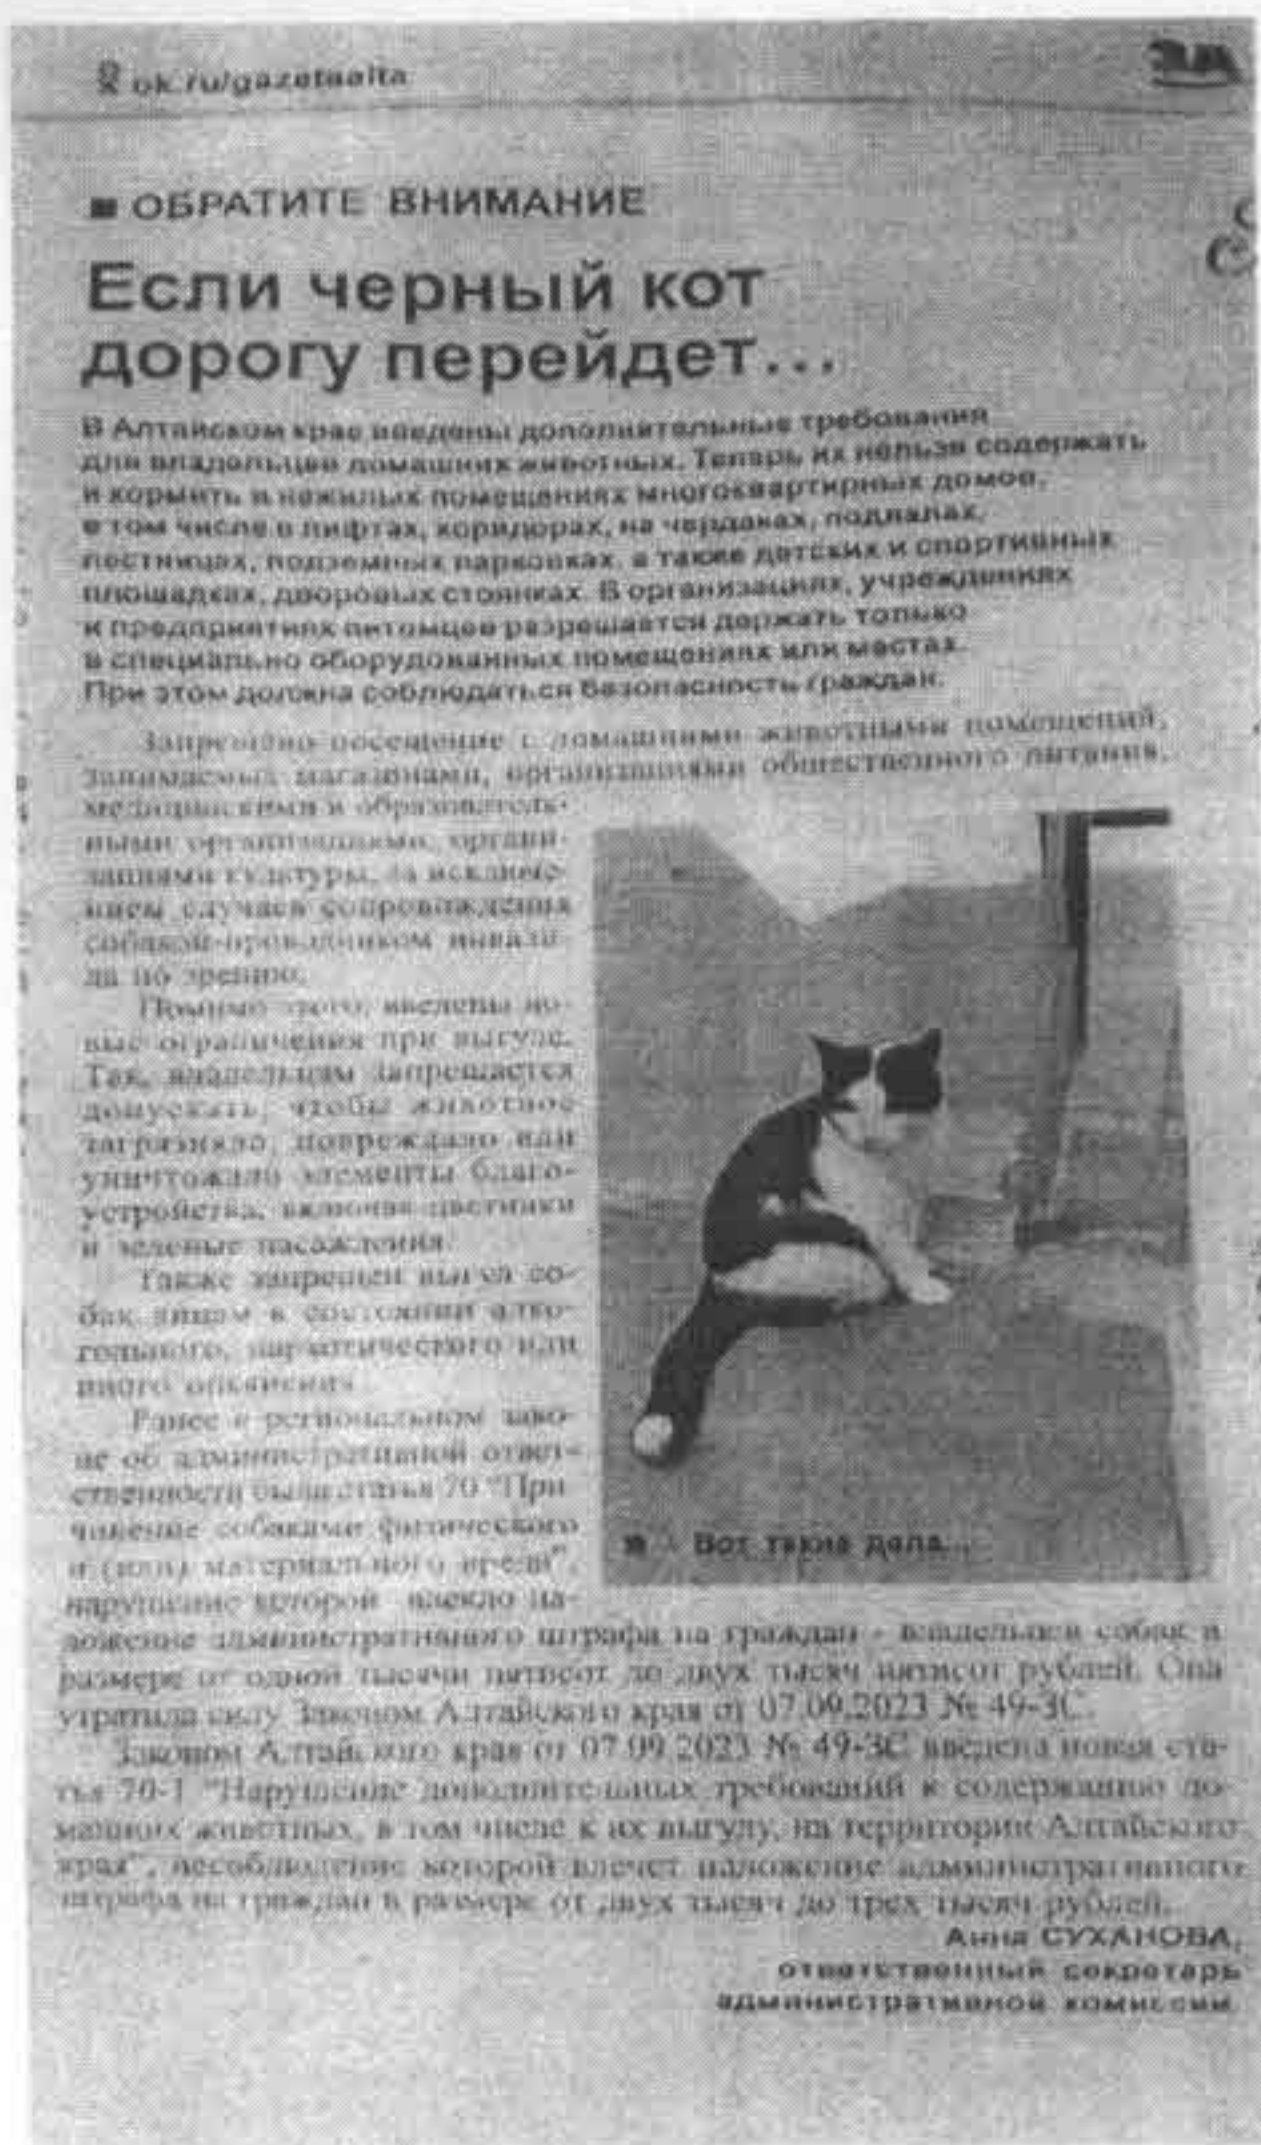 ok.ru/gazetaalta
ЗА
■ ОБРАТИТЕ ВНИМАНИЕ
Если черный кот
дорогу перейдет...
В Алтайском крае введены дополнительные требования
для владельцев домашних животных. Теперь их нельзя содержать
и кормить в нежилых помещениях многоквартирных домов,
в том числе в лифтах, коридорах, на чердаках, подвалах,
лестницах, подземных парковках, а также детских и спортивных
площадках, дворовых стоянках. В организациях, учреждениях
и предприятиях питомцев разрешается держать только
в специально оборудованных помещениях или местах.
При этом должна соблюдаться безопасность граждан.
Запрещено посещение с домашними животными помещений,
занимаемых магазинами, организациями общественного питания,
медицинскими и образователь-
ными организациями, органи-
зациями культуры, за исключе-
нием случаев сопровождения
собакой-проводником инвали-
да по зрению.
Помимо этого, введены но-
вые ограничения при выгуле.
Так, владельцам запрещается
допускать, чтобы животное
загрязняло, повреждало или
уничтожало элементы благо-
устройства, включая цветники
и зеленые насаждения.
Также запрещен выгул со-
бак лицам в состоянии алко-
гольного, наркотического или
иного опьянения.
Ранее в региональном зако-
не об административной ответ-
ственности была статья 70 "При-
чинение собаками физического
и (или) материального вреда",
нарушение которой влекло на-
ложение административного штрафа на граждан - владельцев собак в
размере от одной тысячи пятисот до двух тысяч пятисот рублей. Она
утратила силу Законом Алтайского края от 07.09.2023 № 49-ЗС.
Законом Алтайского края от 07.09.2023 № 49-ЗС введена новая ста-
тья 70-1 "Нарушение дополнительных требований к содержанию до-
машних животных, в том числе к их выгулу, на территории Алтайского
края", несоблюдение которой влечет наложение административного
штрафа на граждан в размере от двух тысяч до трех тысяч рублей.
Анна СУХАНОВА,
ответственный секретарь
административной комиссии.
Вот такие дела...